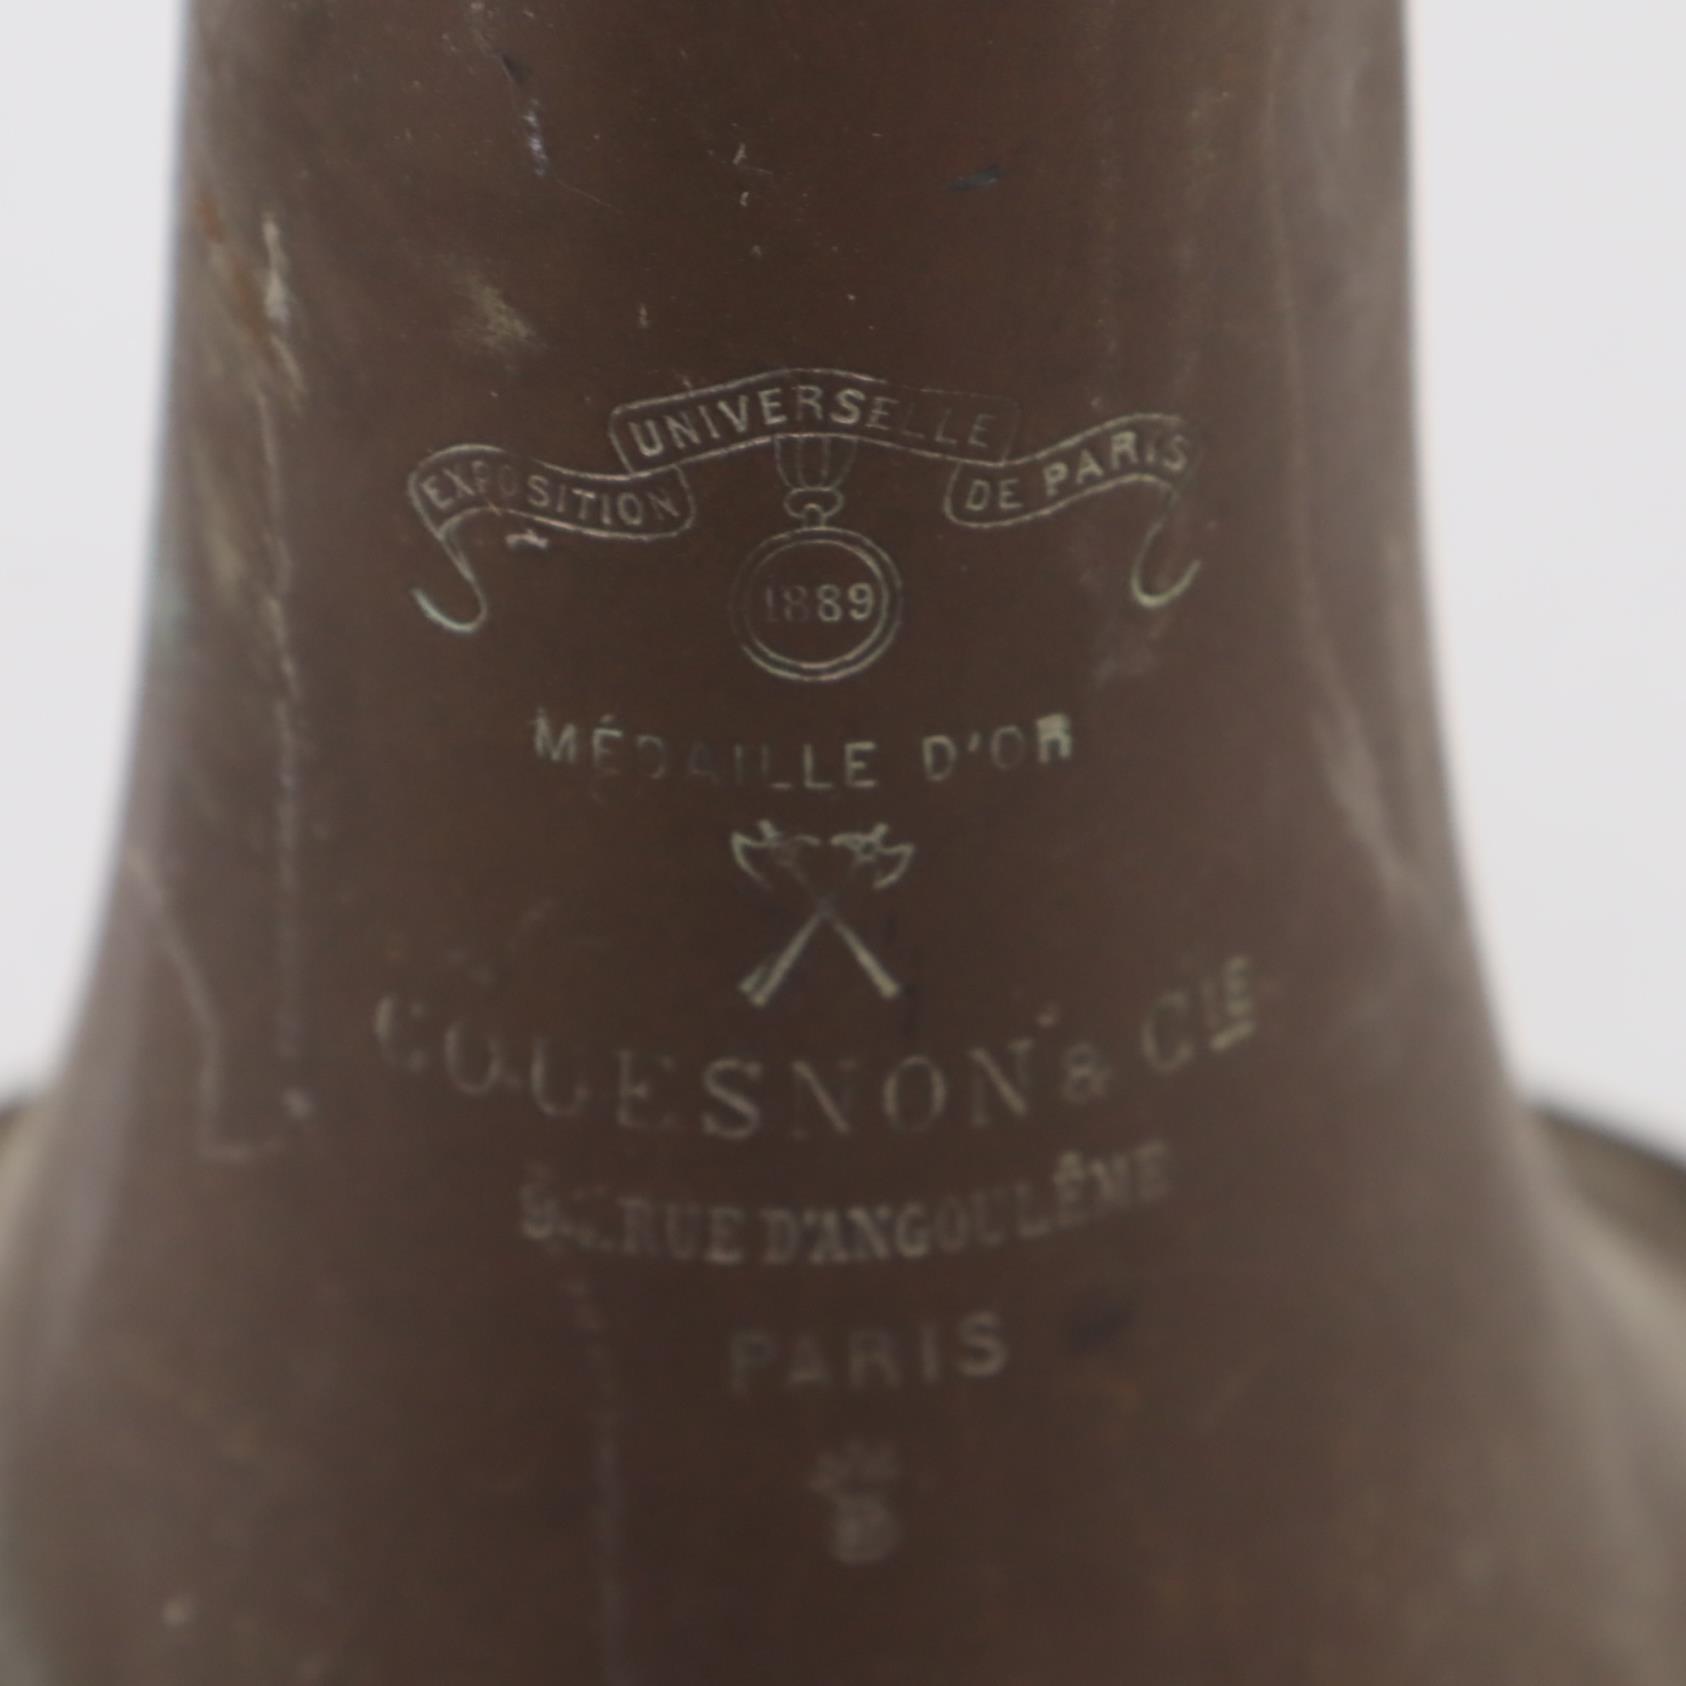 EXPOSITION UNIVERSELLE DE PARIS
1889
MÉDAILLE D'OR
COUESNON & CIE
RUE D'ANGOULÊME
PARIS